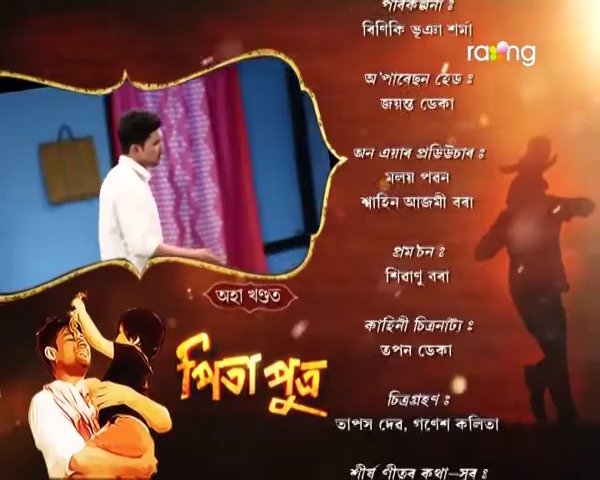 পৰিকল্পনা :
ৰিণিকি ভূঞা শৰ্মা
rang
অ'পাৰেছন হেড :
জয়ন্ত ডেকা
অন এয়াৰ প্ৰডিউচাৰ :
মলয় পৱন
শ্বাহিন আজমী বৰা
প্ৰম'চন :
শিৱাণু বৰা
অহা খণ্ডত
কাহিনী চিত্ৰনাট্য :
তপন ডেকা
পিতা পুত্ৰ
চিত্ৰগ্ৰহণ :
তাপস দেৱ, গণেশ কলিতা
শীৰ্ষ গীতৰ কথা–সুৰ :